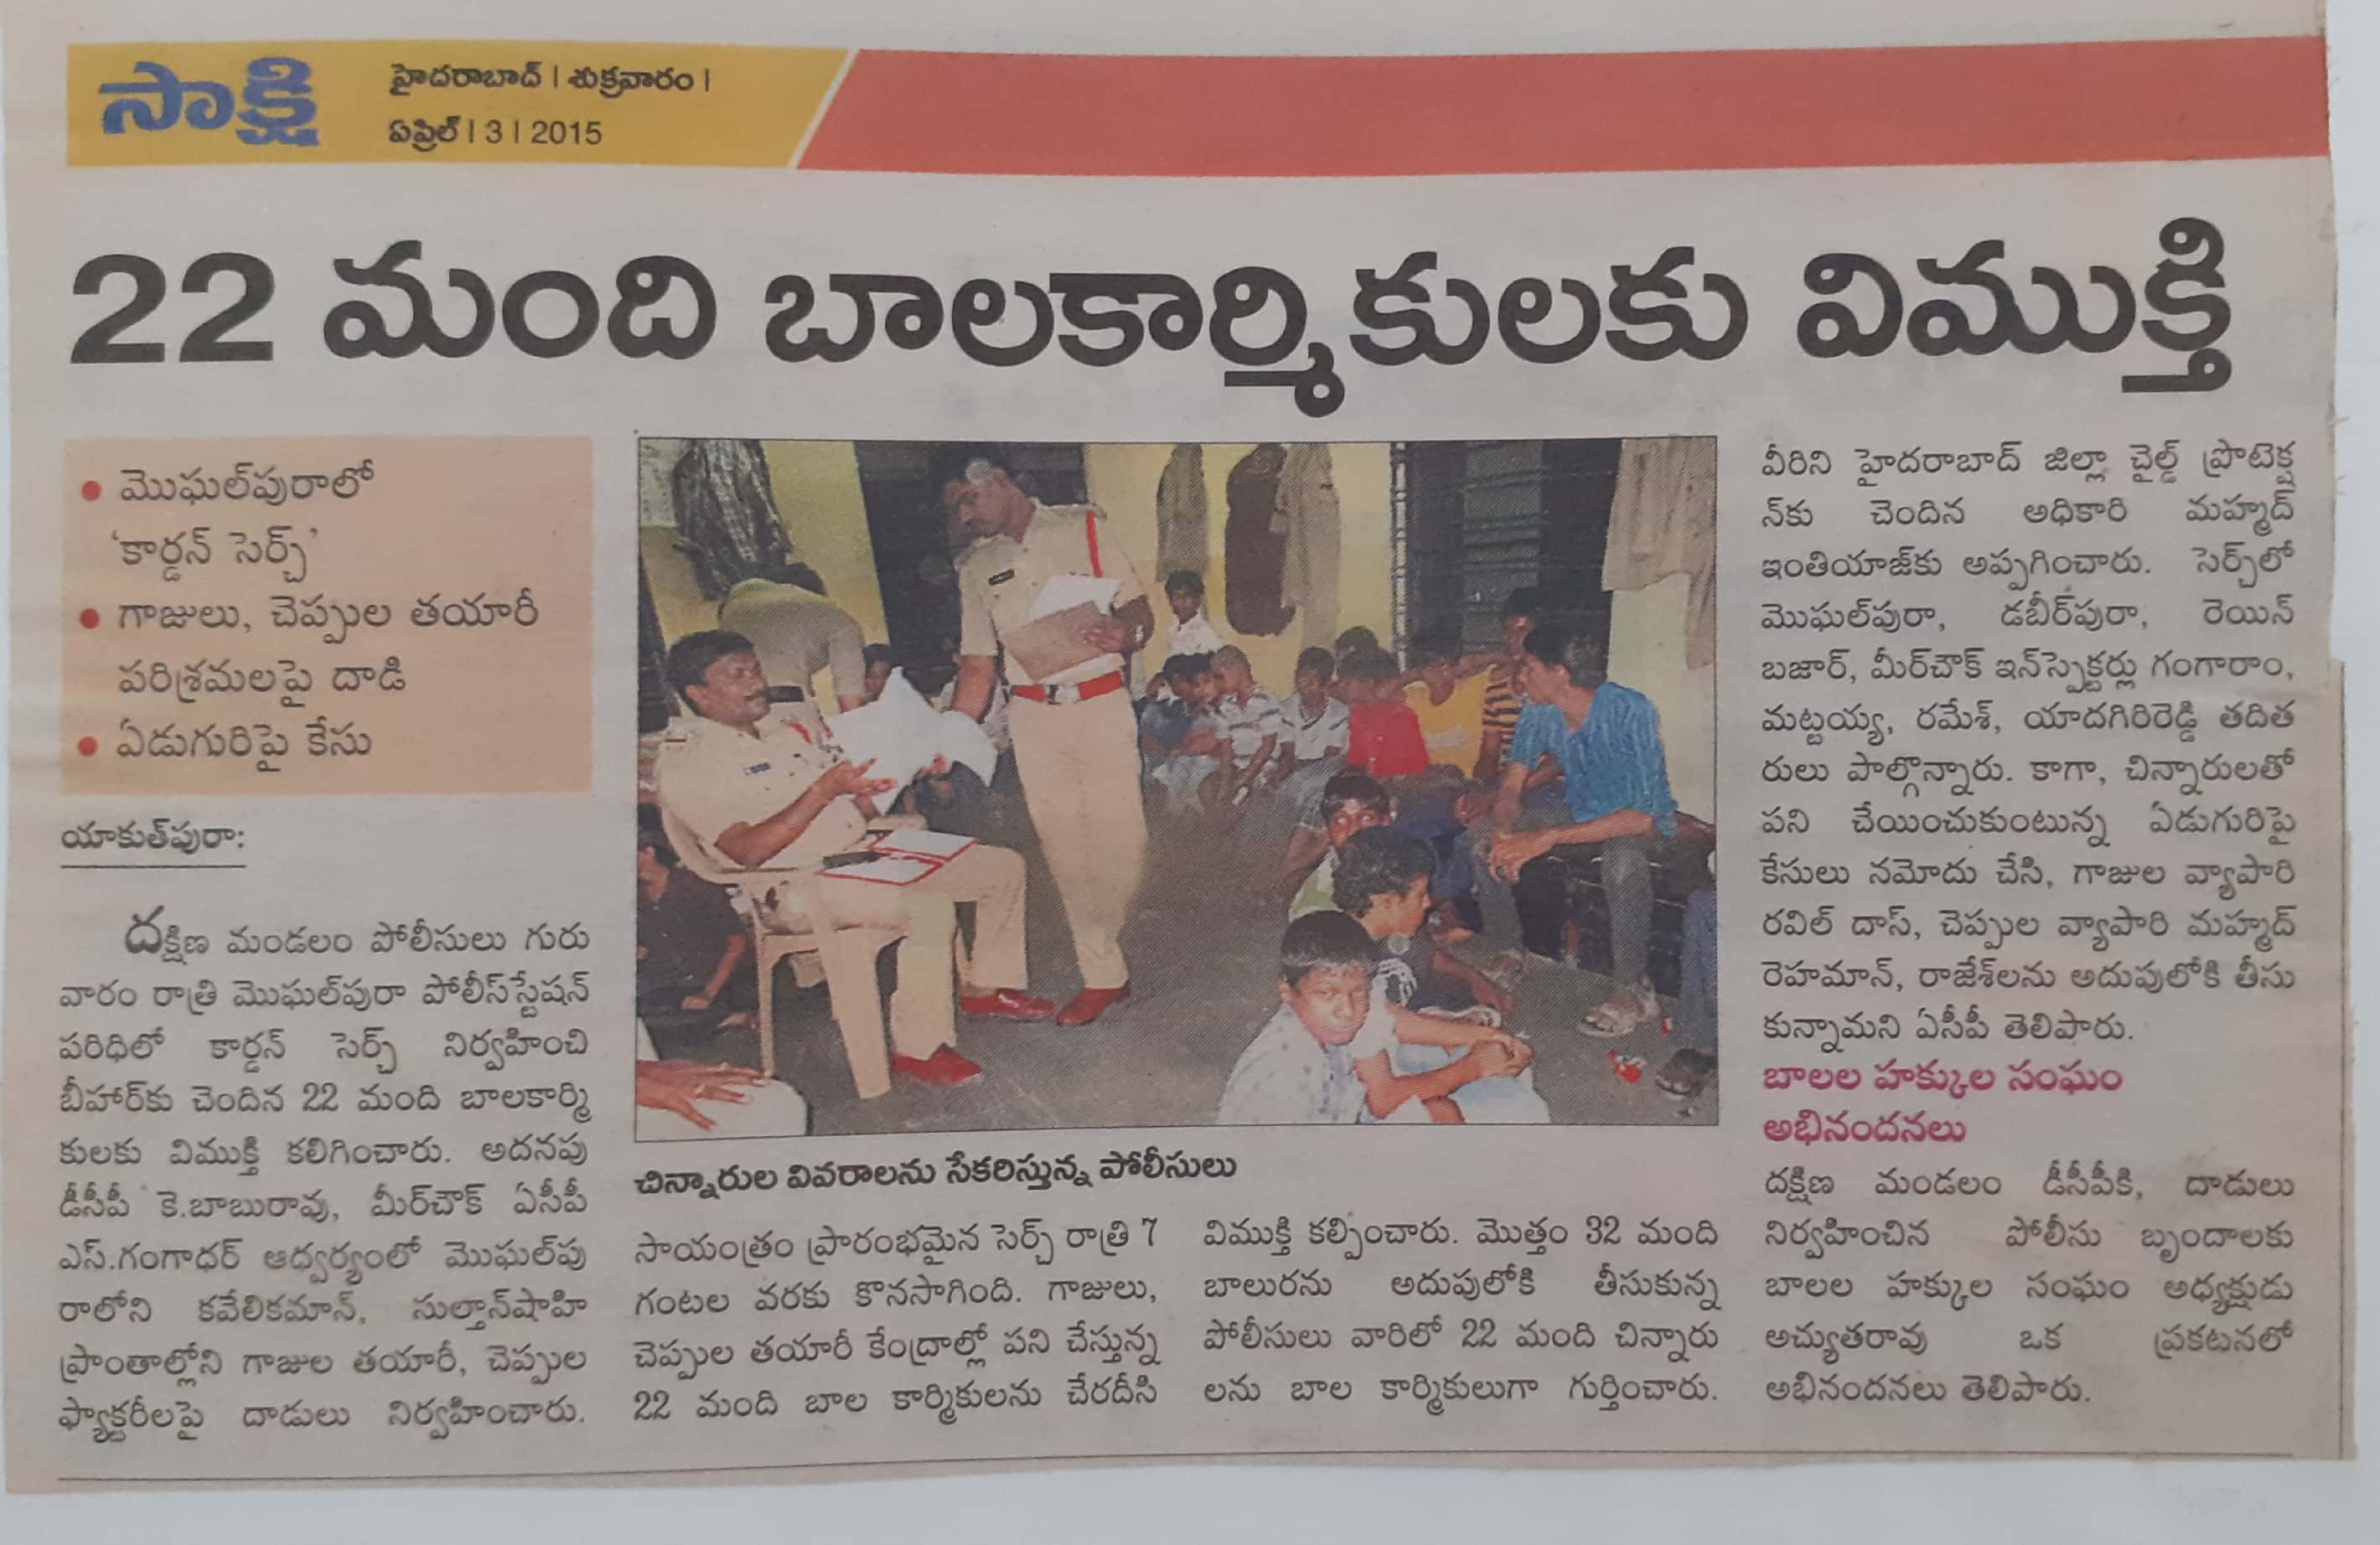 సాక్షి
హైదరాబాద్ | శుక్రవారం |
ఏప్రిల్ | 3 | 2015
22 మంది బాలకార్మికులకు విముక్తి
• మొఘల్‌పురాలో
‘కార్డన్ సెర్చ్’
• గాజులు, చెప్పుల తయారీ
పరిశ్రమలపై దాడి
• ఏడుగురిపై కేసు
యాకుత్‌పురా:
దక్షిణ మండలం పోలీసులు గురు
వారం రాత్రి మొఘల్‌పురా పోలీస్‌స్టేషన్
పరిధిలో కార్డన్ సెర్చ్ నిర్వహించి
బీహార్‌కు చెందిన 22 మంది బాలకార్మి
కులకు విముక్తి కలిగించారు. అదనపు
డీసీపీ కె.బాబురావు, మీర్‌చౌక్ ఏసీపీ
ఎస్.గంగాధర్ ఆధ్వర్యంలో మొఘల్‌పు
రాలోని కవేలికమాన్, సుల్తాన్‌షాహి
ప్రాంతాల్లోని గాజుల తయారీ, చెప్పుల
ఫ్యాక్టరీలపై దాడులు నిర్వహించారు.
చిన్నారుల వివరాలను సేకరిస్తున్న పోలీసులు
సాయంత్రం ప్రారంభమైన సెర్చ్ రాత్రి 7
గంటల వరకు కొనసాగింది. గాజులు,
చెప్పుల తయారీ కేంద్రాల్లో పని చేస్తున్న
22 మంది బాల కార్మికులను చేరదీసి
విముక్తి కల్పించారు. మొత్తం 32 మంది
బాలురను అదుపులోకి తీసుకున్న
పోలీసులు వారిలో 22 మంది చిన్నారు
లను బాల కార్మికులుగా గుర్తించారు.
వీరిని హైదరాబాద్ జిల్లా చైల్డ్ ప్రొటెక్ష
న్‌కు చెందిన అధికారి మహ్మద్
ఇంతియాజ్‌కు అప్పగించారు. సెర్చ్‌లో
మొఘల్‌పురా, డబీర్‌పురా, రెయిన్
బజార్, మీర్‌చౌక్ ఇన్‌స్పెక్టర్లు గంగారాం,
మట్టయ్య, రమేశ్, యాదగిరిరెడ్డి తదిత
రులు పాల్గొన్నారు. కాగా, చిన్నారులతో
పని చేయించుకుంటున్న ఏడుగురిపై
కేసులు నమోదు చేసి, గాజుల వ్యాపారి
రవిల్ దాస్, చెప్పుల వ్యాపారి మహ్మద్
రెహమాన్, రాజేశ్‌లను అదుపులోకి తీసు
కున్నామని ఏసీపీ తెలిపారు.
బాలల హక్కుల సంఘం
అభినందనలు
దక్షిణ మండలం డీసీపీకి, దాడులు
నిర్వహించిన పోలీసు బృందాలకు
బాలల హక్కుల సంఘం అధ్యక్షుడు
అచ్యుతరావు ఒక ప్రకటనలో
అభినందనలు తెలిపారు.